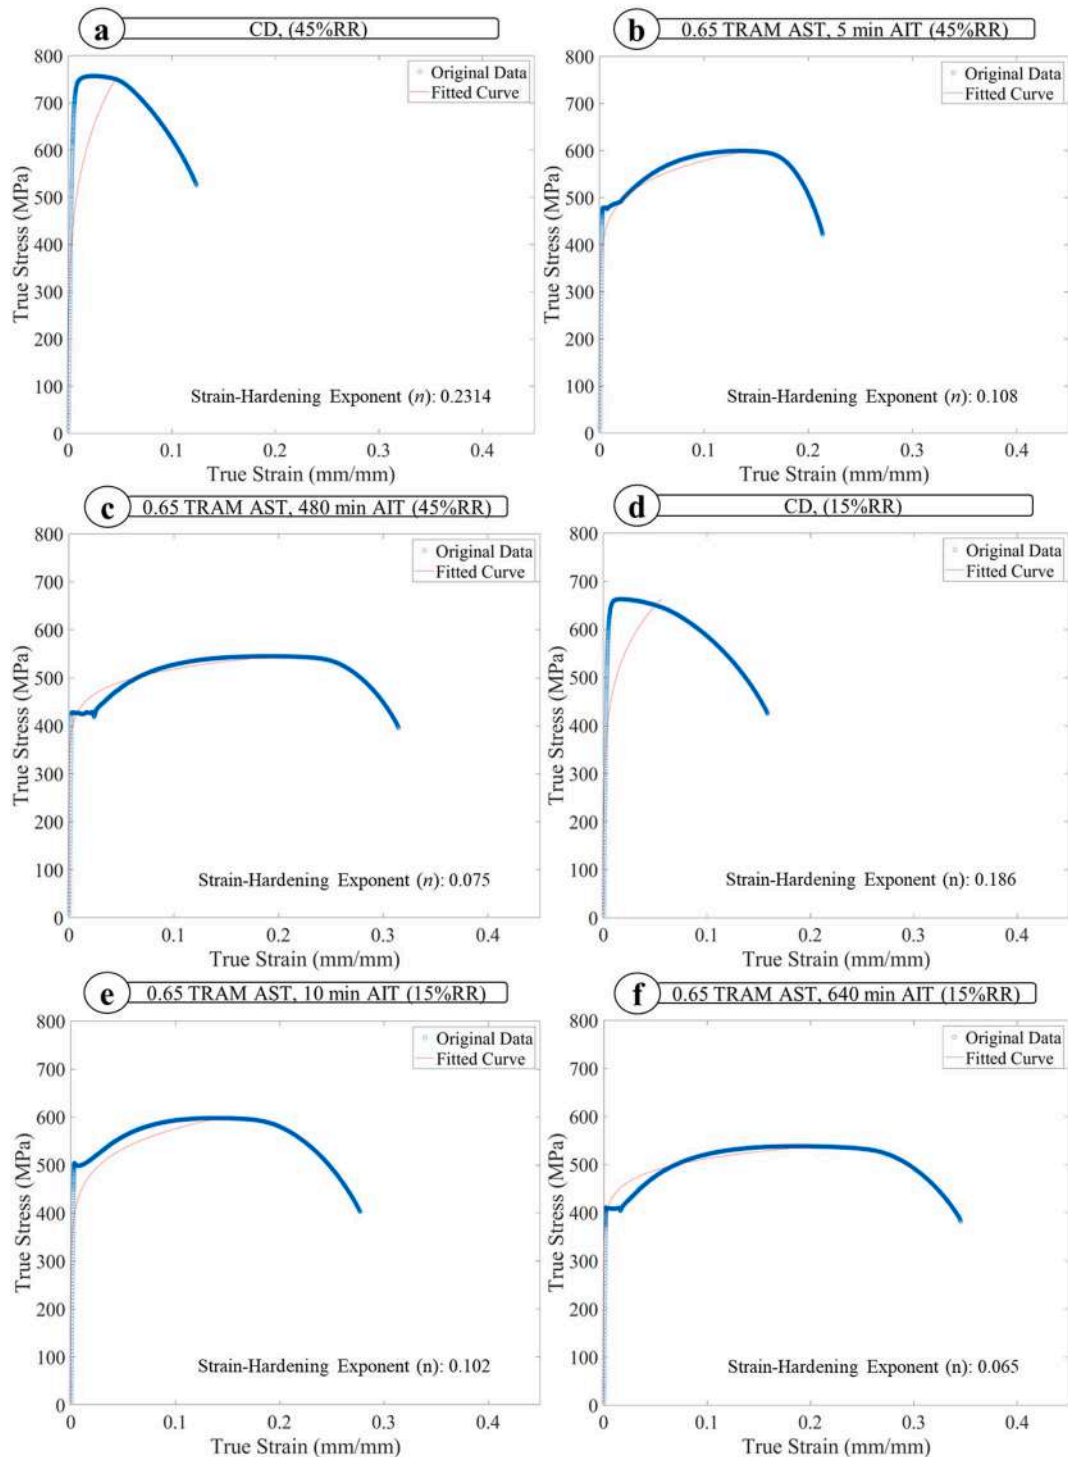 a CD, (45%RR)
800
700
600
500
400
300
200
100
0
True Stress (MPa)
Original Data
Fitted Curve
Strain-Hardening Exponent (n): 0.2314
0 0.1 0.2 0.3 0.4
True Strain (mm/mm)
b 0.65 TRAM AST, 5 min AIT (45%RR)
800
700
600
500
400
300
200
100
0
True Stress (MPa)
Original Data
Fitted Curve
Strain-Hardening Exponent (n): 0.108
0 0.1 0.2 0.3 0.4
True Strain (mm/mm)
c 0.65 TRAM AST, 480 min AIT (45%RR)
800
700
600
500
400
300
200
100
0
True Stress (MPa)
Original Data
Fitted Curve
Strain-Hardening Exponent (n): 0.075
0 0.1 0.2 0.3 0.4
True Strain (mm/mm)
d CD, (15%RR)
800
700
600
500
400
300
200
100
0
True Stress (MPa)
Original Data
Fitted Curve
Strain-Hardening Exponent (n): 0.186
0 0.1 0.2 0.3 0.4
True Strain (mm/mm)
e 0.65 TRAM AST, 10 min AIT (15%RR)
800
700
600
500
400
300
200
100
0
True Stress (MPa)
Original Data
Fitted Curve
Strain-Hardening Exponent (n): 0.102
0 0.1 0.2 0.3 0.4
True Strain (mm/mm)
f 0.65 TRAM AST, 640 min AIT (15%RR)
800
700
600
500
400
300
200
100
0
True Stress (MPa)
Original Data
Fitted Curve
Strain-Hardening Exponent (n): 0.065
0 0.1 0.2 0.3 0.4
True Strain (mm/mm)